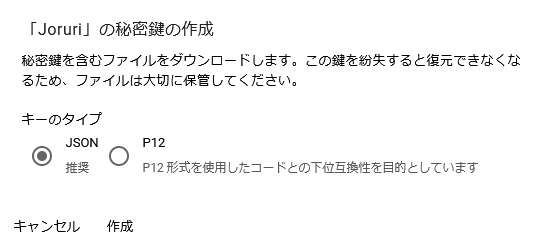 「Joruri」の秘密鍵の作成
秘密鍵を含むファイルをダウンロードします。この鍵を紛失すると復元できなくな
るため、ファイルは大切に保管してください。
キーのタイプ
JSON
推奨
P12
P12 形式を使用したコードとの下位互換性を目的としています
キャンセル 作成